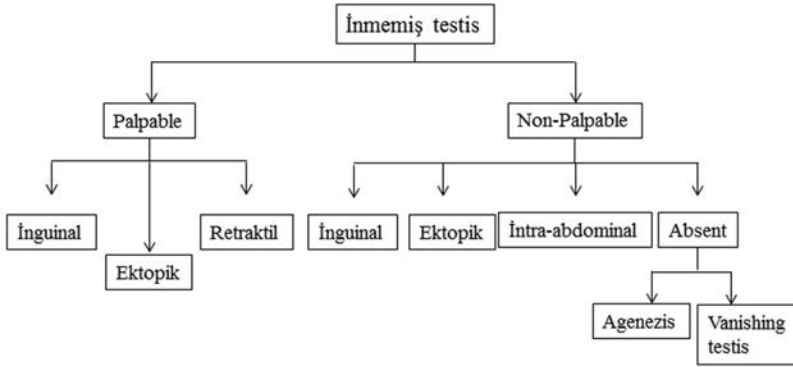 İnmemiş testis
Palpable
Non-Palpable
İnguinal
Ektopik
Retraktil
İnguinal
Ektopik
İntra-abdominal
Absent
Agenezis
Vanishing
testis